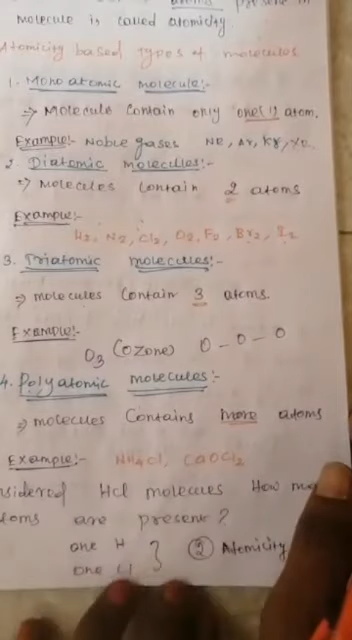 atoms present in
molecule is called atomicity
Atomicity based types of molecules
1. Mono atomic molecule:-
⇒ Molecule contain only one(1) atom.
Example:- Noble gases Ne, Ar, Kr, Xe
2. Diatomic molecules:-
⇒ Molecules contain 2 atoms
Example:-
H2, N2, Cl2, O2, F2, Br2, I2
3. Triatomic molecules:-
⇒ molecules contain 3 atoms.
Example:-
O3 (Ozone) O - O - O
4. Polyatomic molecules:-
⇒ molecules contains more atoms
Example:- NH4Cl, CaOCl2
HCl molecules How
are present?
one H
one Cl } ② Atomicity